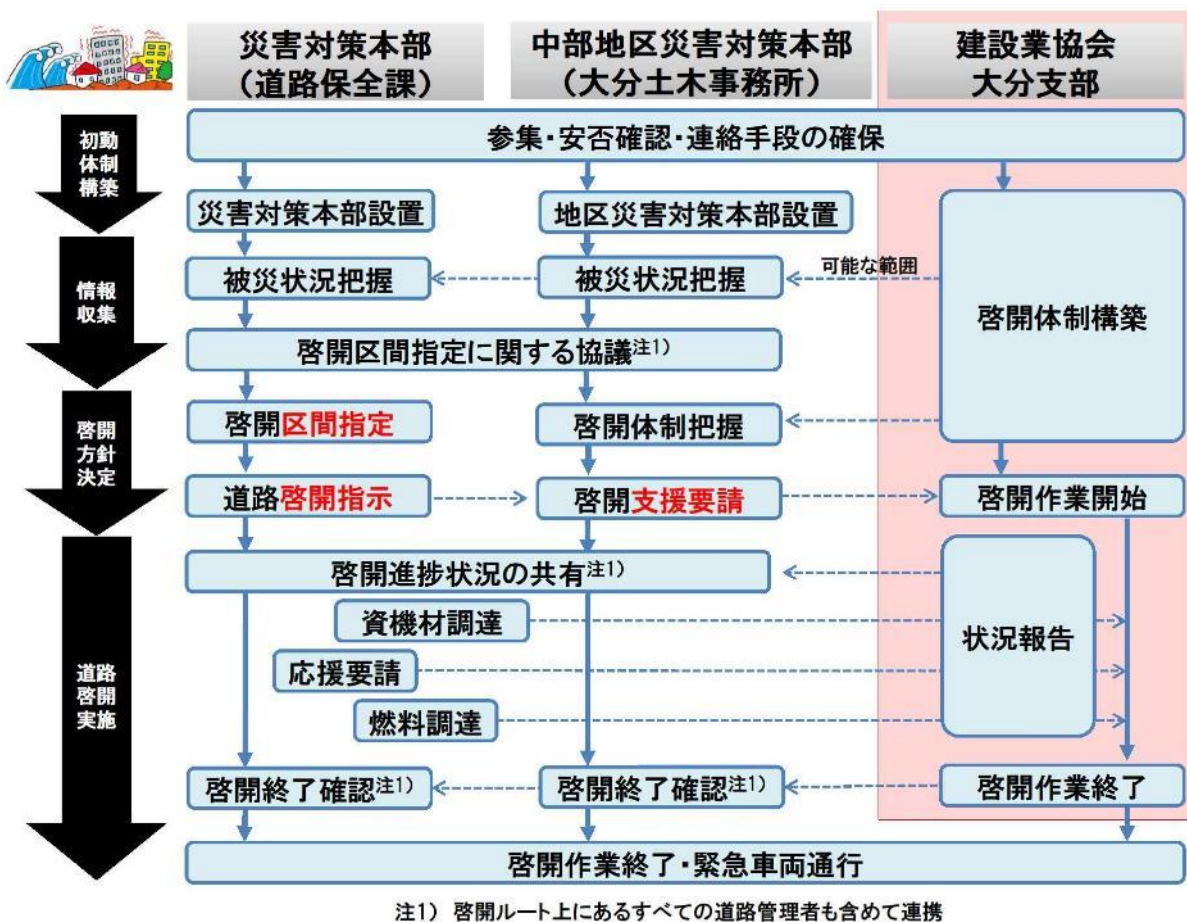 災害対策本部
（道路保全課）
中部地区災害対策本部
（大分土木事務所）
建設業協会
大分支部
初動
体制
構築
参集・安否確認・連絡手段の確保
災害対策本部設置
地区災害対策本部設置
啓開体制構築
情報
収集
被災状況把握
被災状況把握
可能な範囲
啓開区間指定に関する協議注1）
啓開
方針
決定
啓開区間指定
啓開体制把握
道路啓開指示
啓開支援要請
啓開作業開始
道路
啓開
実施
啓開進捗状況の共有注1）
状況報告
資機材調達
応援要請
燃料調達
啓開終了確認注1）
啓開終了確認注1）
啓開作業終了
啓開作業終了・緊急車両通行
注1） 啓開ルート上にあるすべての道路管理者も含めて連携